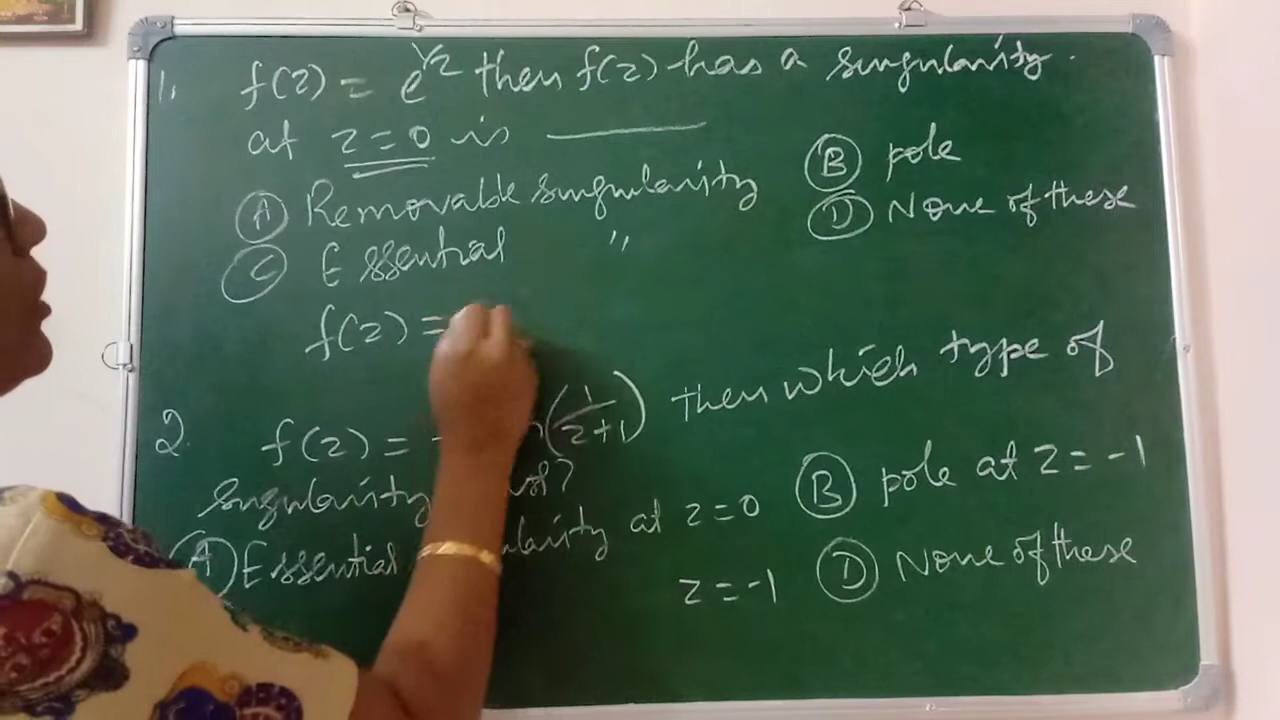 1. f(z) = e^1/z then f(z) has a singularity.
at z=0 is ______
(A) Removable singularity (B) pole
(C) Essential " (D) None of these
f(z) =
2. f(z) = (1/z+1) then which type of
singularity
(A) Essential at z=0 (B) pole at z=-1
z=-1 (D) None of these